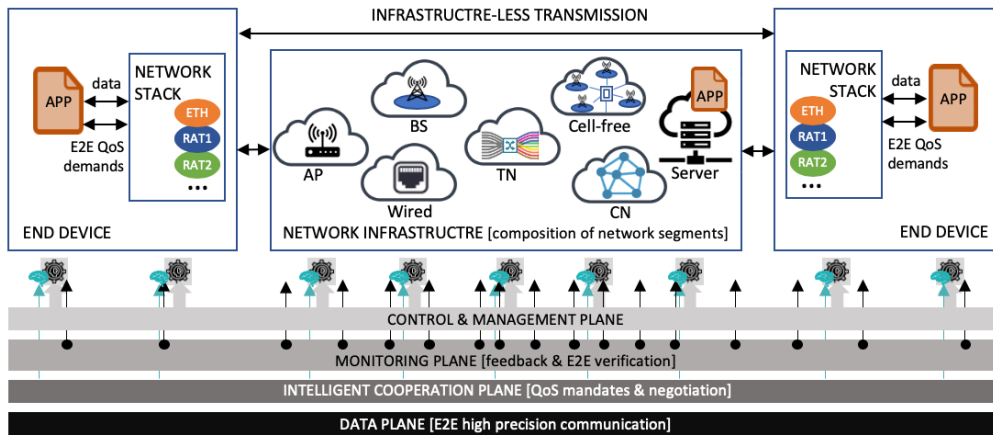 INFRASTRUCTRE-LESS TRANSMISSION
APP
data
E2E QoS
demands
NETWORK
STACK
ETH
RAT1
RAT2
...
END DEVICE
AP
BS
Wired
TN
Cell-free
CN
APP
Server
NETWORK INFRASTRUCTRE [composition of network segments]
NETWORK
STACK
ETH
RAT1
RAT2
...
data
E2E QoS
demands
APP
END DEVICE
CONTROL & MANAGEMENT PLANE
MONITORING PLANE [feedback & E2E verification]
INTELLIGENT COOPERATION PLANE [QoS mandates & negotiation]
DATA PLANE [E2E high precision communication]